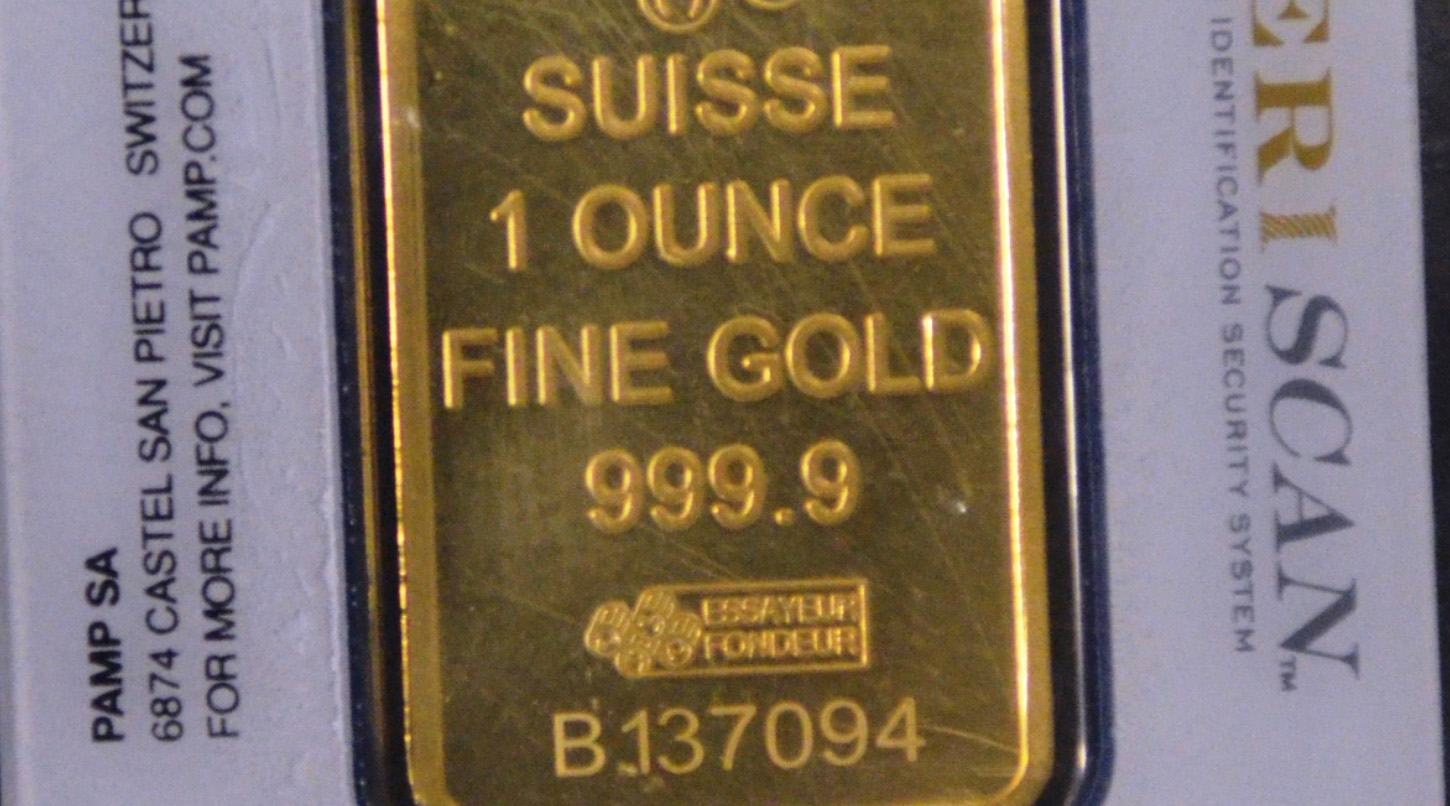 SUISSE
1 OUNCE
FINE GOLD
999.9
ESSAYEUR
FONDEUR
B137094
PAMP SA
6874 CASTEL SAN PIETRO SWITZER
FOR MORE INFO, VISIT PAMP.COM
ERISCAN™
IDENTIFICATION SECURITY SYSTEM